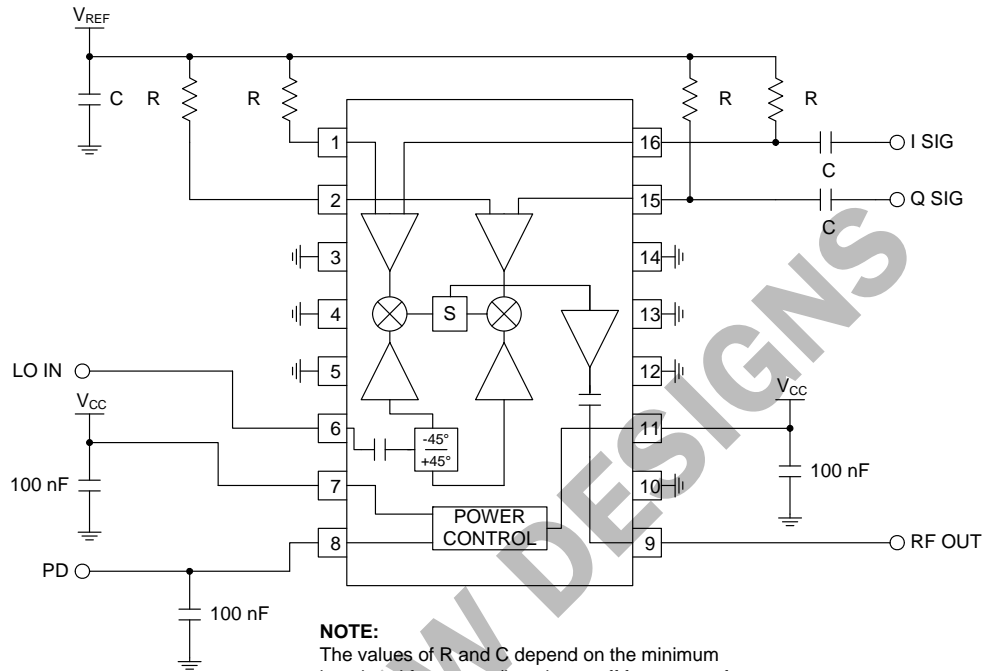 VREF
C
R
R
R
R
1
16
I SIG
C
2
15
Q SIG
C
3
14
4
S
13
LO IN
5
12
VCC
VCC
6
-45°
+45°
11
100 nF
100 nF
7
10
POWER
CONTROL
8
9
RF OUT
PD
100 nF
NOTE:
The values of R and C depend on the minimum
W DESIGNS